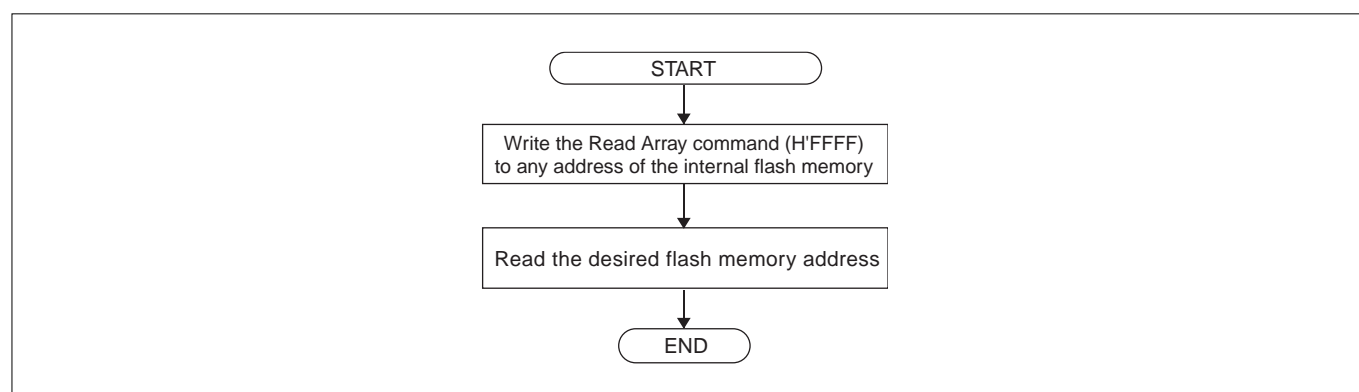 START
Write the Read Array command (H'FFFF)
to any address of the internal flash memory
Read the desired flash memory address
END